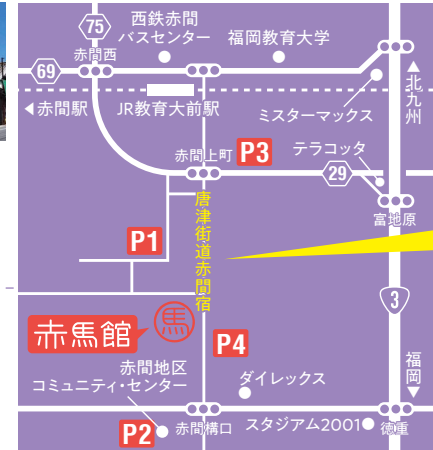 75
西鉄赤間
バスセンター
福岡教育大学
赤間西
69
◀赤間駅
JR教育大前駅
ミスターマックス
▲北九州
赤間上町
P3
テラコッタ
29
富地原
唐津街道赤間宿
P1
3
赤馬館
馬
P4
赤間地区
コミュニティ・センター
ダイレックス
福岡▼
P2
赤間構口
スタジアム2001
徳重